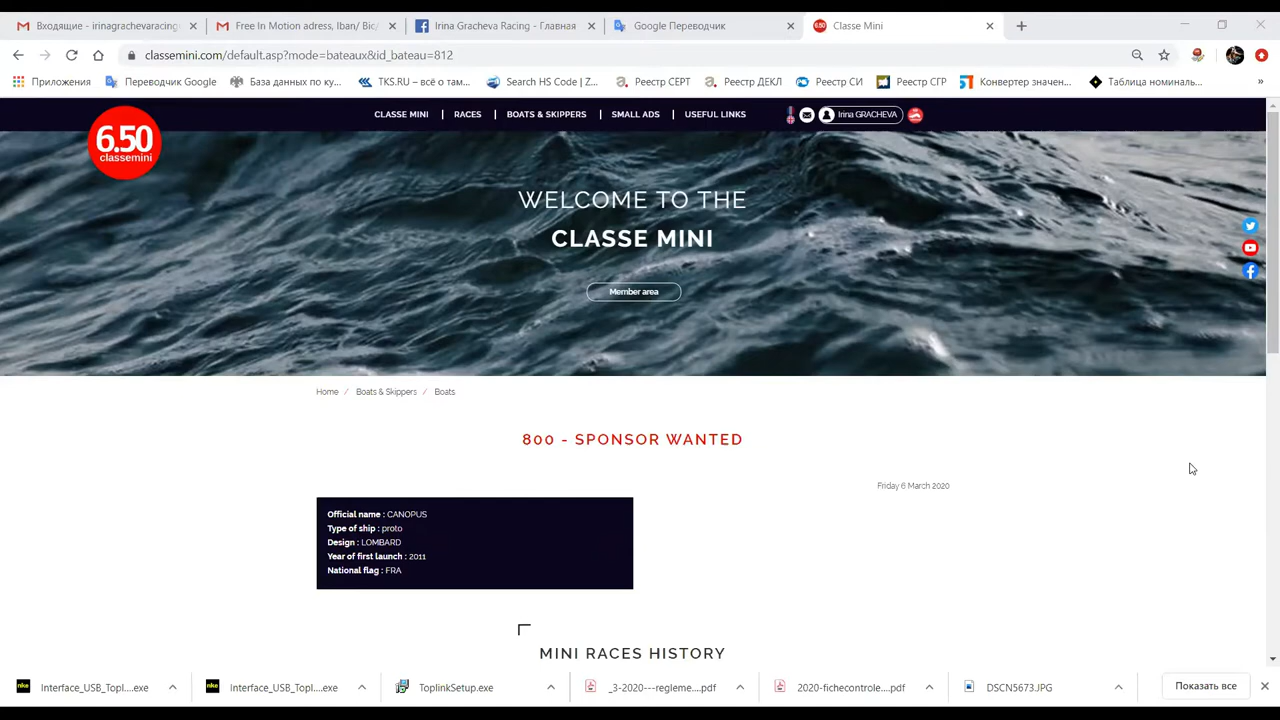 Входящие - irinagrachevaracing
Free In Motion adress, Iban/ Bic/
Irina Gracheva Racing - Главная
Google Переводчик
Classe Mini
classemini.com/default.asp?mode=bateaux&id_bateau=812
Приложения
Переводчик Google
База данных по ку...
TKS.RU – всё о там...
Search HS Code | Z...
Реестр СЕРТ
Реестр ДЕКЛ
Реестр СИ
Реестр СГР
Конвертер значен...
Таблица номиналь...
6.50
classemini
CLASSE MINI
RACES
BOATS & SKIPPERS
SMALL ADS
USEFUL LINKS
Irina GRACHEVA
WELCOME TO THE
CLASSE MINI
Member area
Home / Boats & Skippers / Boats
800 - SPONSOR WANTED
Friday 6 March 2020
Official name : CANOPUS
Type of ship : proto
Design : LOMBARD
Year of first launch : 2011
National flag : FRA
MINI RACES HISTORY
Interface_USB_Topl....exe
Interface_USB_Topl....exe
ToplinkSetup.exe
_3-2020---regleme....pdf
2020-fichecontrole....pdf
DSCN5673.JPG
Показать все